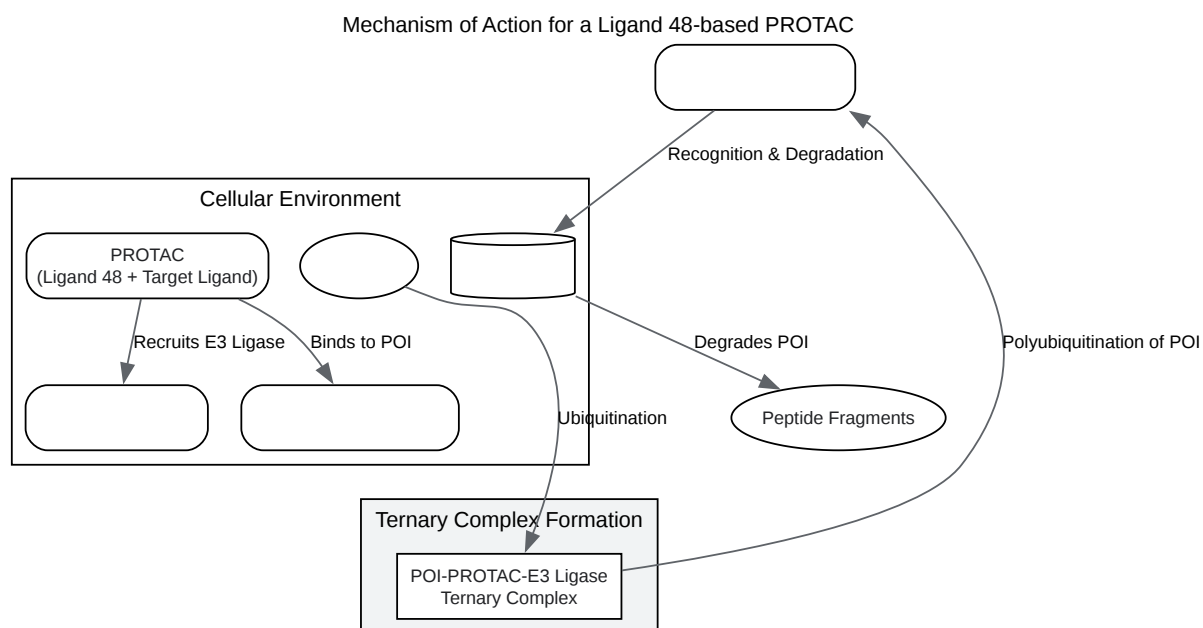 Mechanism of Action for a Ligand 48-based PROTAC
Recognition & Degradation
Cellular Environment
PROTAC
(Ligand 48 + Target Ligand)
Recruits E3 Ligase
Binds to POI
Degrades POI
Polyubiquitination of POI
Ubiquitination
Peptide Fragments
Ternary Complex Formation
POI-PROTAC-E3 Ligase
Ternary Complex